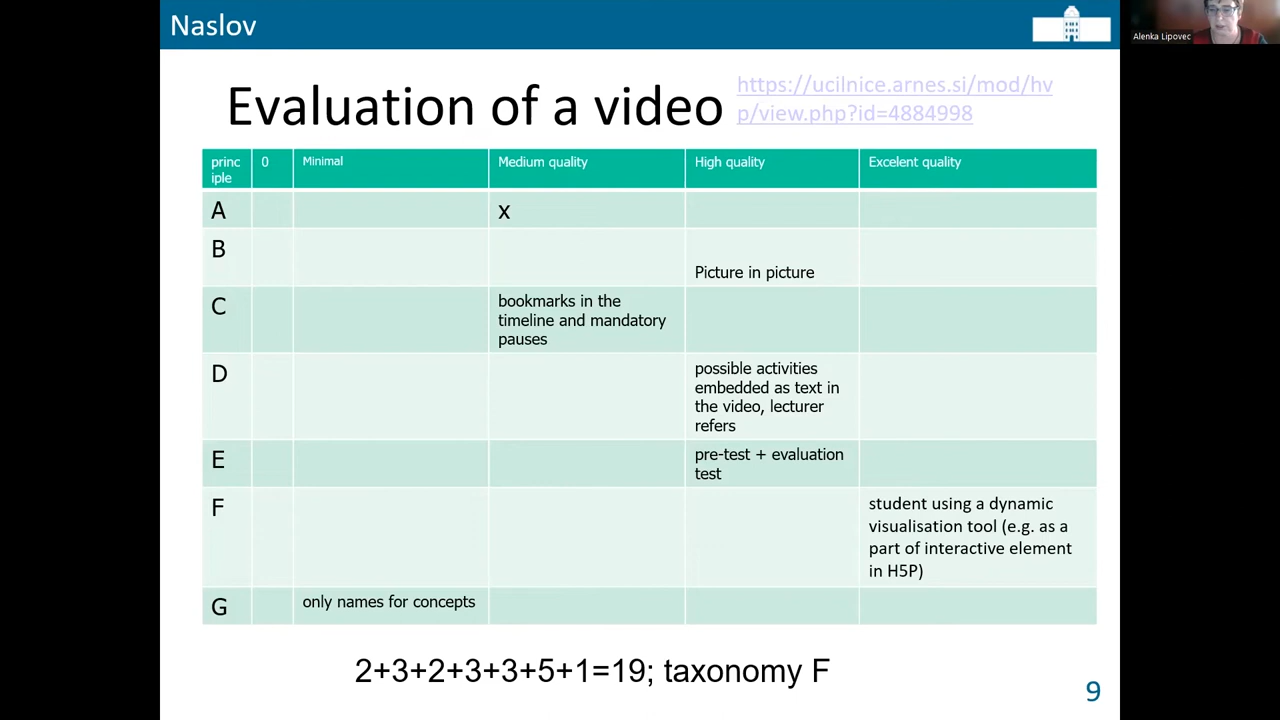 Naslov
Alenka Lipovec
Evaluation of a video
https://ucilnice.arnes.si/mod/hv
p/view.php?id=4884998
princ
iple
0
Minimal
Medium quality
High quality
Excelent quality
A
x
B
Picture in picture
C
bookmarks in the
timeline and mandatory
pauses
D
possible activities
embedded as text in
the video, lecturer
refers
E
pre-test + evaluation
test
F
student using a dynamic
visualisation tool (e.g. as a
part of interactive element
in H5P)
G
only names for concepts
2+3+2+3+3+5+1=19; taxonomy F
9